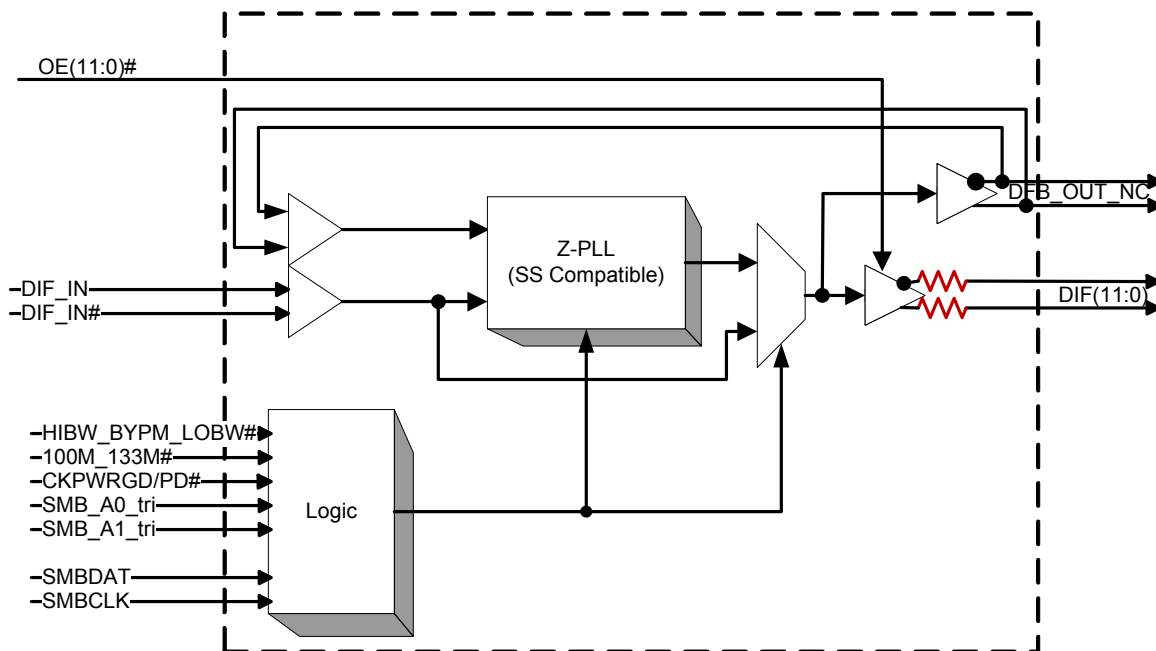 OE(11:0)#
DFB_OUT_NC
Z-PLL
(SS Compatible)
DIF_IN
DIF_IN#
DIF(11:0)
HIBW_BYPM_LOBW#
100M_133M#
CKPWRGD/PD#
SMB_A0_tri
SMB_A1_tri
Logic
SMBDAT
SMBCLK